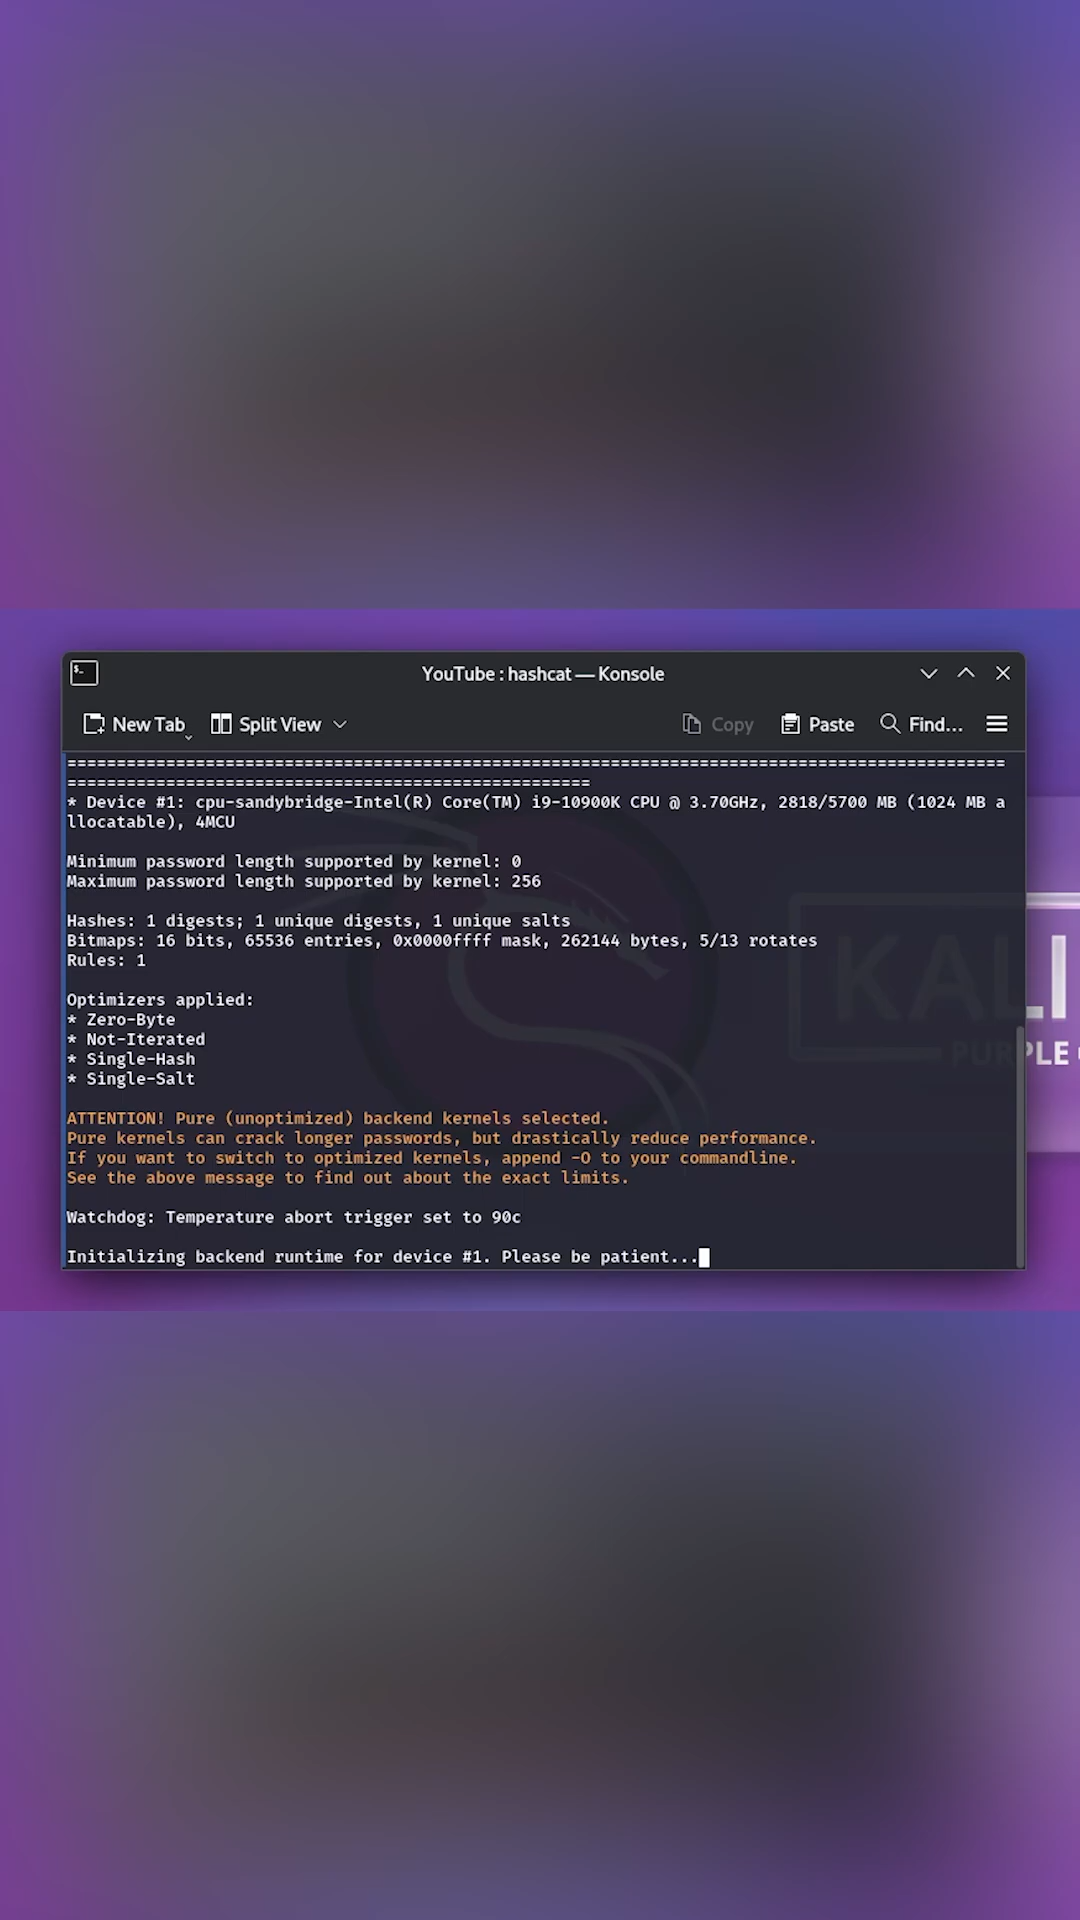 YouTube : hashcat — Konsole
New Tab
Split View
Copy
Paste
Find...
==============================================================================================
=====================================================
* Device #1: cpu-sandybridge-Intel(R) Core(TM) i9-10900K CPU @ 3.70GHz, 2818/5700 MB (1024 MB a
llocatable), 4MCU
Minimum password length supported by kernel: 0
Maximum password length supported by kernel: 256
Hashes: 1 digests; 1 unique digests, 1 unique salts
Bitmaps: 16 bits, 65536 entries, 0x0000ffff mask, 262144 bytes, 5/13 rotates
Rules: 1
Optimizers applied:
* Zero-Byte
* Not-Iterated
* Single-Hash
* Single-Salt
ATTENTION! Pure (unoptimized) backend kernels selected.
Pure kernels can crack longer passwords, but drastically reduce performance.
If you want to switch to optimized kernels, append -O to your commandline.
See the above message to find out about the exact limits.
Watchdog: Temperature abort trigger set to 90c
Initializing backend runtime for device #1. Please be patient...
KALI
PURPLE